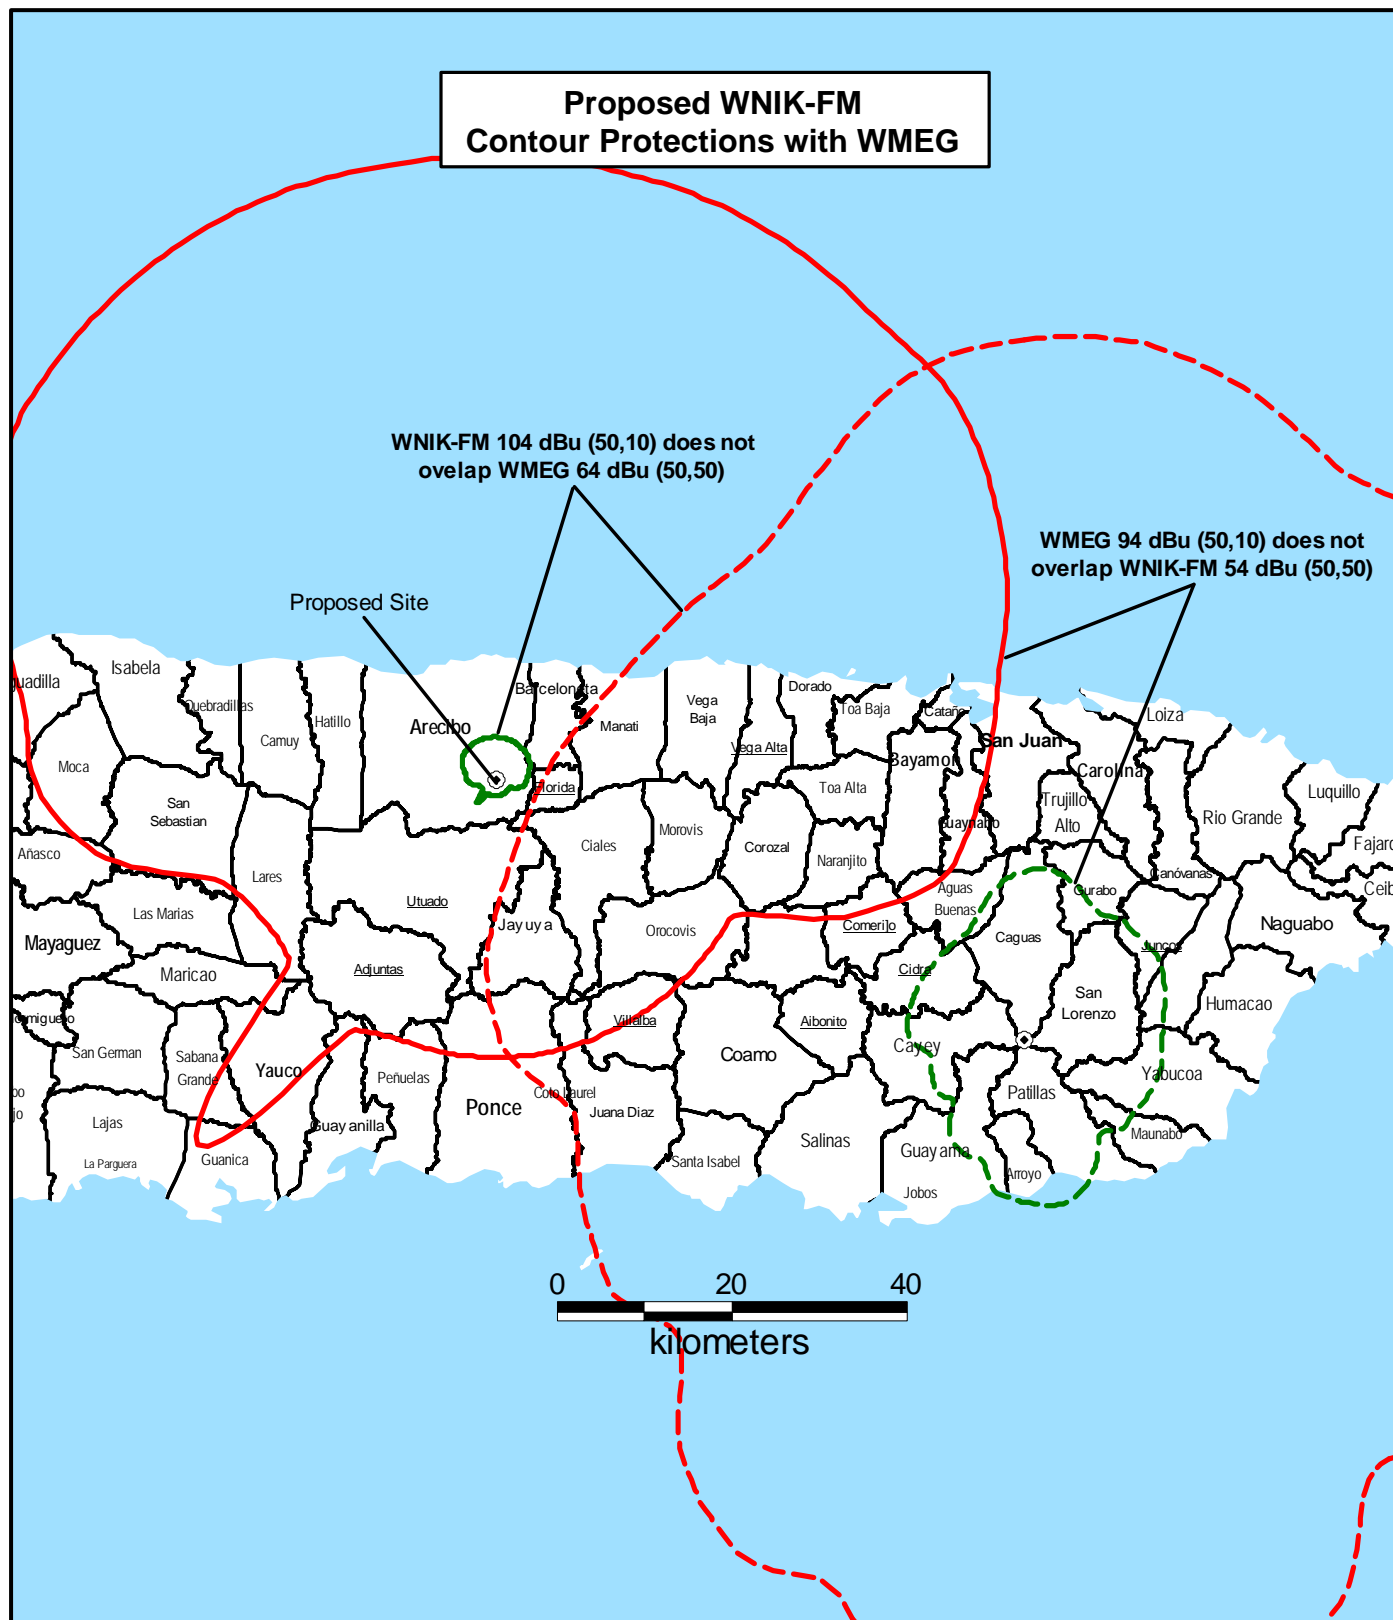 Proposed WNIK-FM
Contour Protections with WMEG
WNIK-FM 104 dBu (50,10) does not
ovelap WMEG 64 dBu (50,50)
WMEG 94 dBu (50,10) does not
overlap WNIK-FM 54 dBu (50,50)
Proposed Site
Isabela
guadilla
Quebradillas
Hatillo
Camuy
Arecibo
Barceloneta
Manati
Vega
Baja
Dorado
Vega Alta
Toa Baja
Cataño
San Juan
Loiza
Moca
San
Sebastian
Florida
Bayamon
Toa Alta
Carolina
Trujillo
Alto
Rio Grande
Luquillo
Fajard
Añasco
Lares
Ciales
Morovis
Corozal
Naranjito
Guaynabo
Aguas
Buenas
Gurabo
Canóvanas
Ceib
Las Marias
Utuado
Jayuya
Orocovis
Comerio
Caguas
Juncos
Naguabo
Mayaguez
Maricao
Adjuntas
Cidra
San
Lorenzo
Humacao
ormigueo
San German
Sabana
Grande
Yauco
Peñuelas
Villalba
Coamo
Aibonito
Cayey
Yabucoa
bo
jo
Lajas
La Parguera
Guanica
Guayanilla
Ponce
Coto Laurel
Juana Diaz
Santa Isabel
Salinas
Guayama
Jobos
Patillas
Arroyo
Maunabo
0 20 40
kilometers